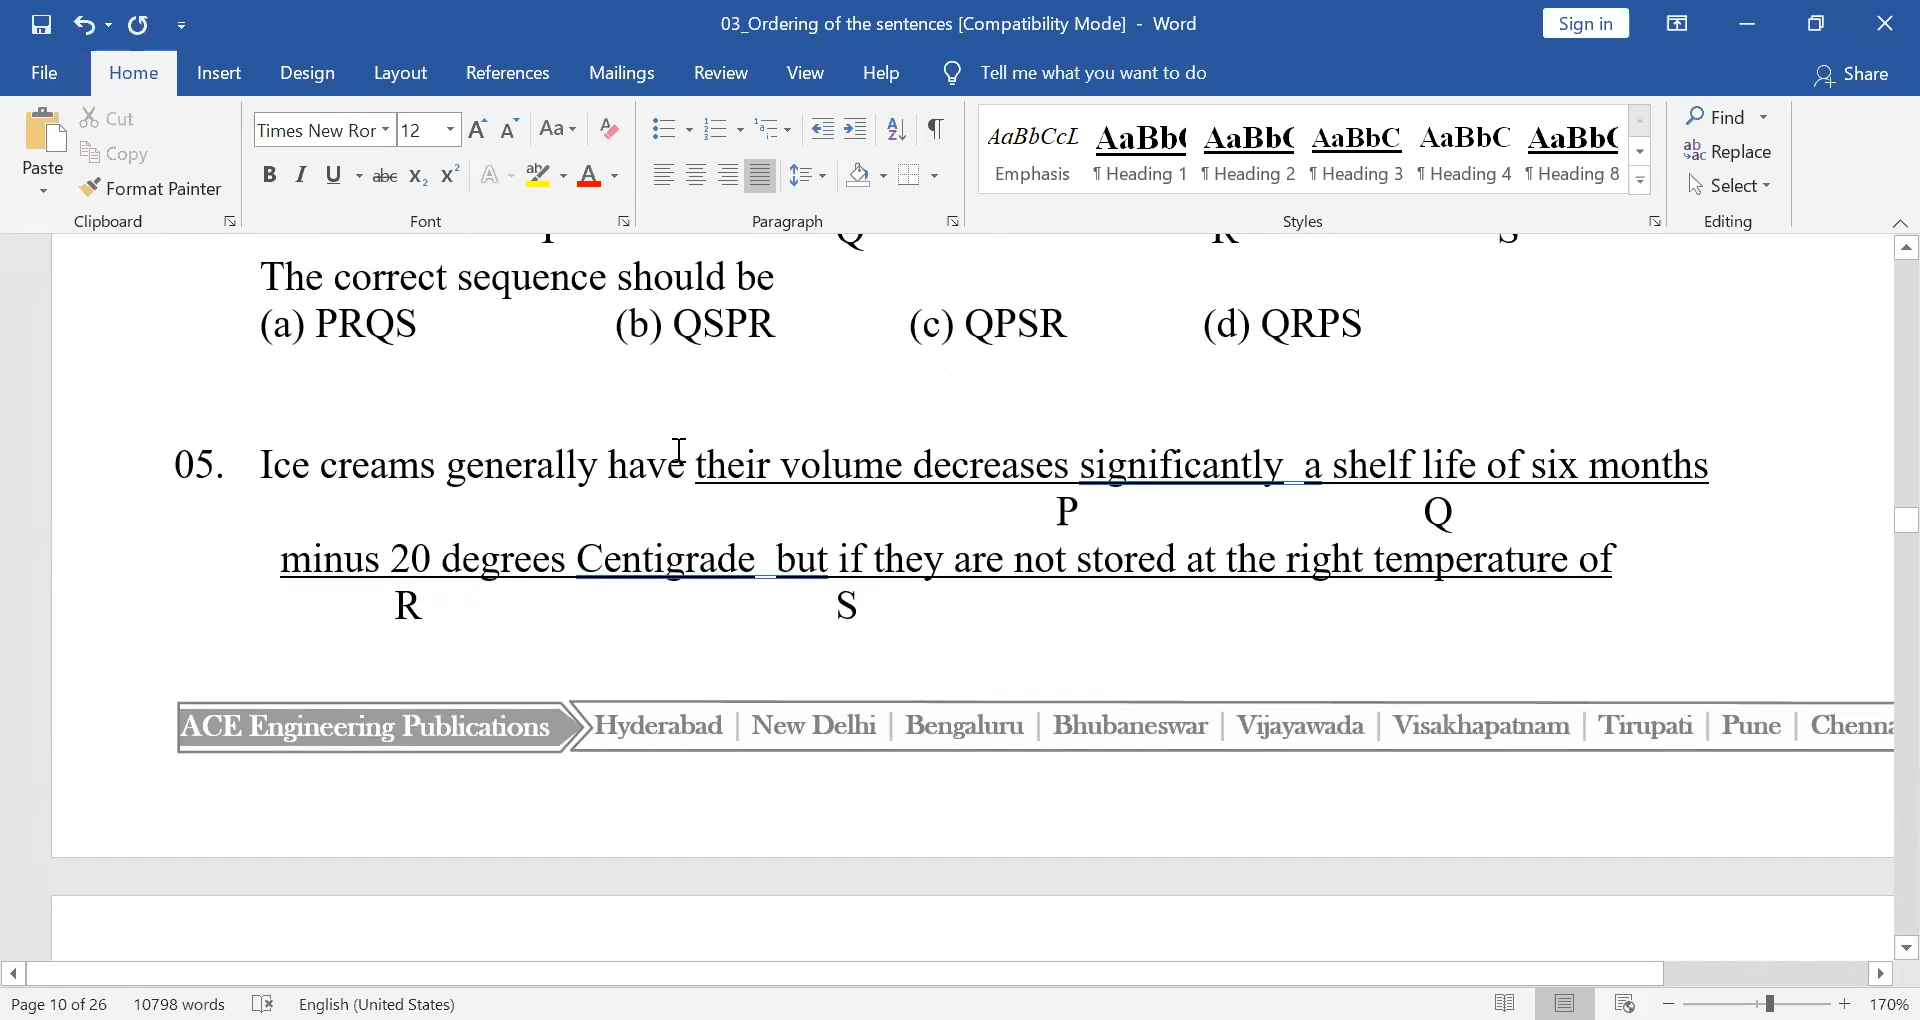 03_Ordering of the sentences [Compatibility Mode] - Word
Sign in
File Home Insert Design Layout References Mailings Review View Help Tell me what you want to do Share
Paste
Cut
Copy
Format Painter
Clipboard
Times New Ror 12
Font
Paragraph
AaBbCcL AaBb( AaBbC AaBbC AaBbC AaBb(
Emphasis ¶ Heading 1 ¶ Heading 2 ¶ Heading 3 ¶ Heading 4 ¶ Heading 8
Styles
Find
Replace
Select
Editing
P Q R S
The correct sequence should be
(a) PRQS (b) QSPR (c) QPSR (d) QRPS
05. Ice creams generally have their volume decreases significantly a shelf life of six months
P Q
minus 20 degrees Centigrade but if they are not stored at the right temperature of
R S
ACE Engineering Publications Hyderabad | New Delhi | Bengaluru | Bhubaneswar | Vijayawada | Visakhapatnam | Tirupati | Pune | Chenna
Page 10 of 26 10798 words English (United States) 170%